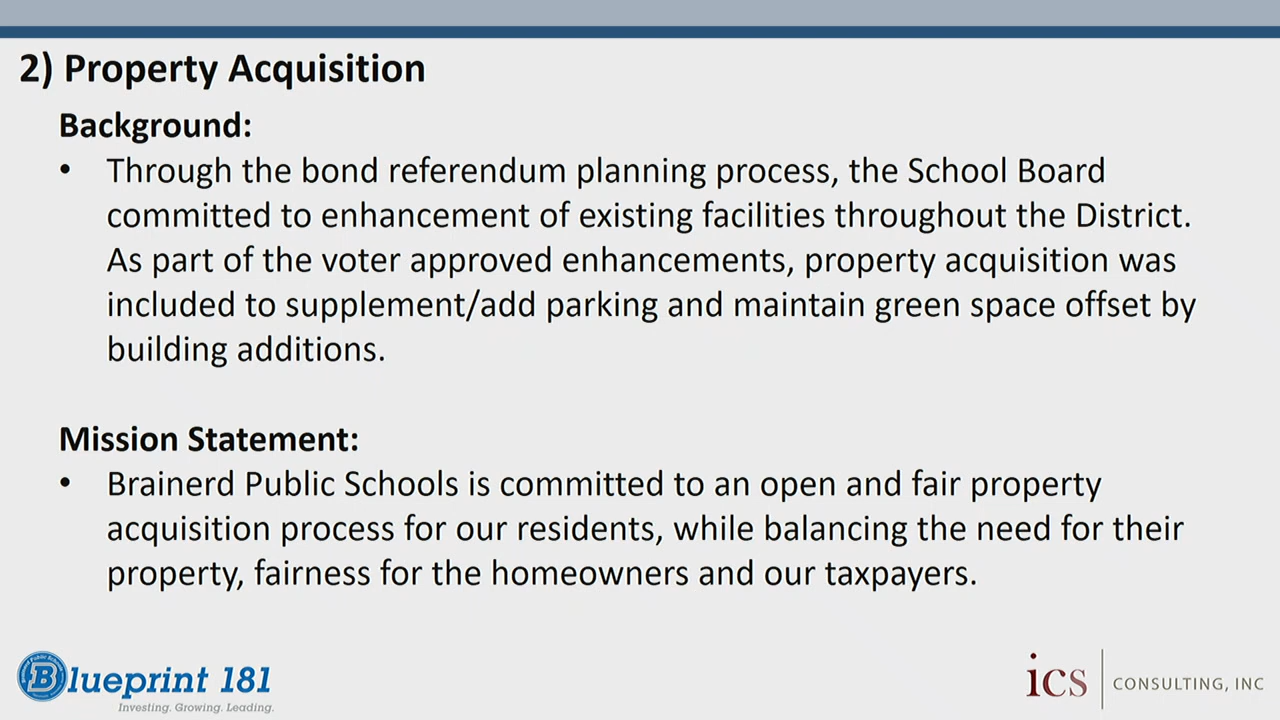 2) Property Acquisition
Background:
• Through the bond referendum planning process, the School Board
committed to enhancement of existing facilities throughout the District.
As part of the voter approved enhancements, property acquisition was
included to supplement/add parking and maintain green space offset by
building additions.
Mission Statement:
• Brainerd Public Schools is committed to an open and fair property
acquisition process for our residents, while balancing the need for their
property, fairness for the homeowners and our taxpayers.
Blueprint 181
Investing. Growing. Leading.
ics CONSULTING, INC